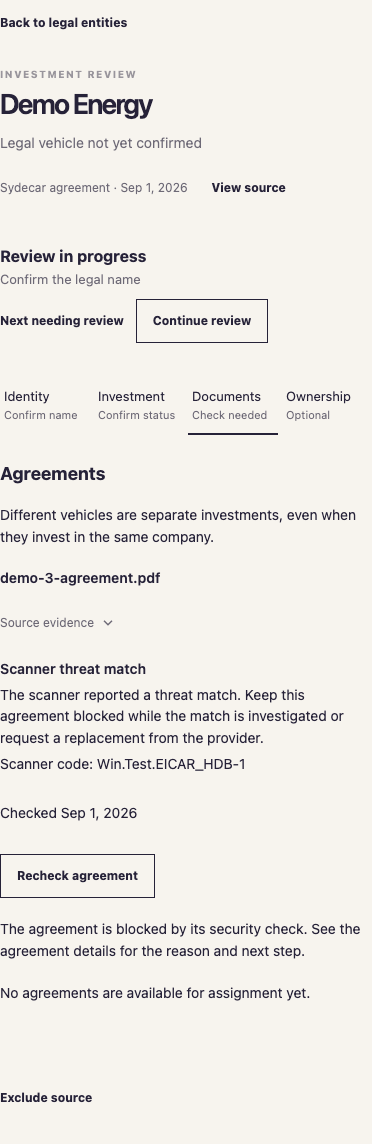 Back to legal entities
INVESTMENT REVIEW
Demo Energy
Legal vehicle not yet confirmed
Sydecar agreement · Sep 1, 2026 View source
Review in progress
Confirm the legal name
Next needing review Continue review
Identity Investment Documents Ownership
Confirm name Confirm status Check needed Optional
Agreements
Different vehicles are separate investments, even when
they invest in the same company.
demo-3-agreement.pdf
Source evidence
Scanner threat match
The scanner reported a threat match. Keep this
agreement blocked while the match is investigated or
request a replacement from the provider.
Scanner code: Win.Test.EICAR_HDB-1
Checked Sep 1, 2026
Recheck agreement
The agreement is blocked by its security check. See the
agreement details for the reason and next step.
No agreements are available for assignment yet.
Exclude source